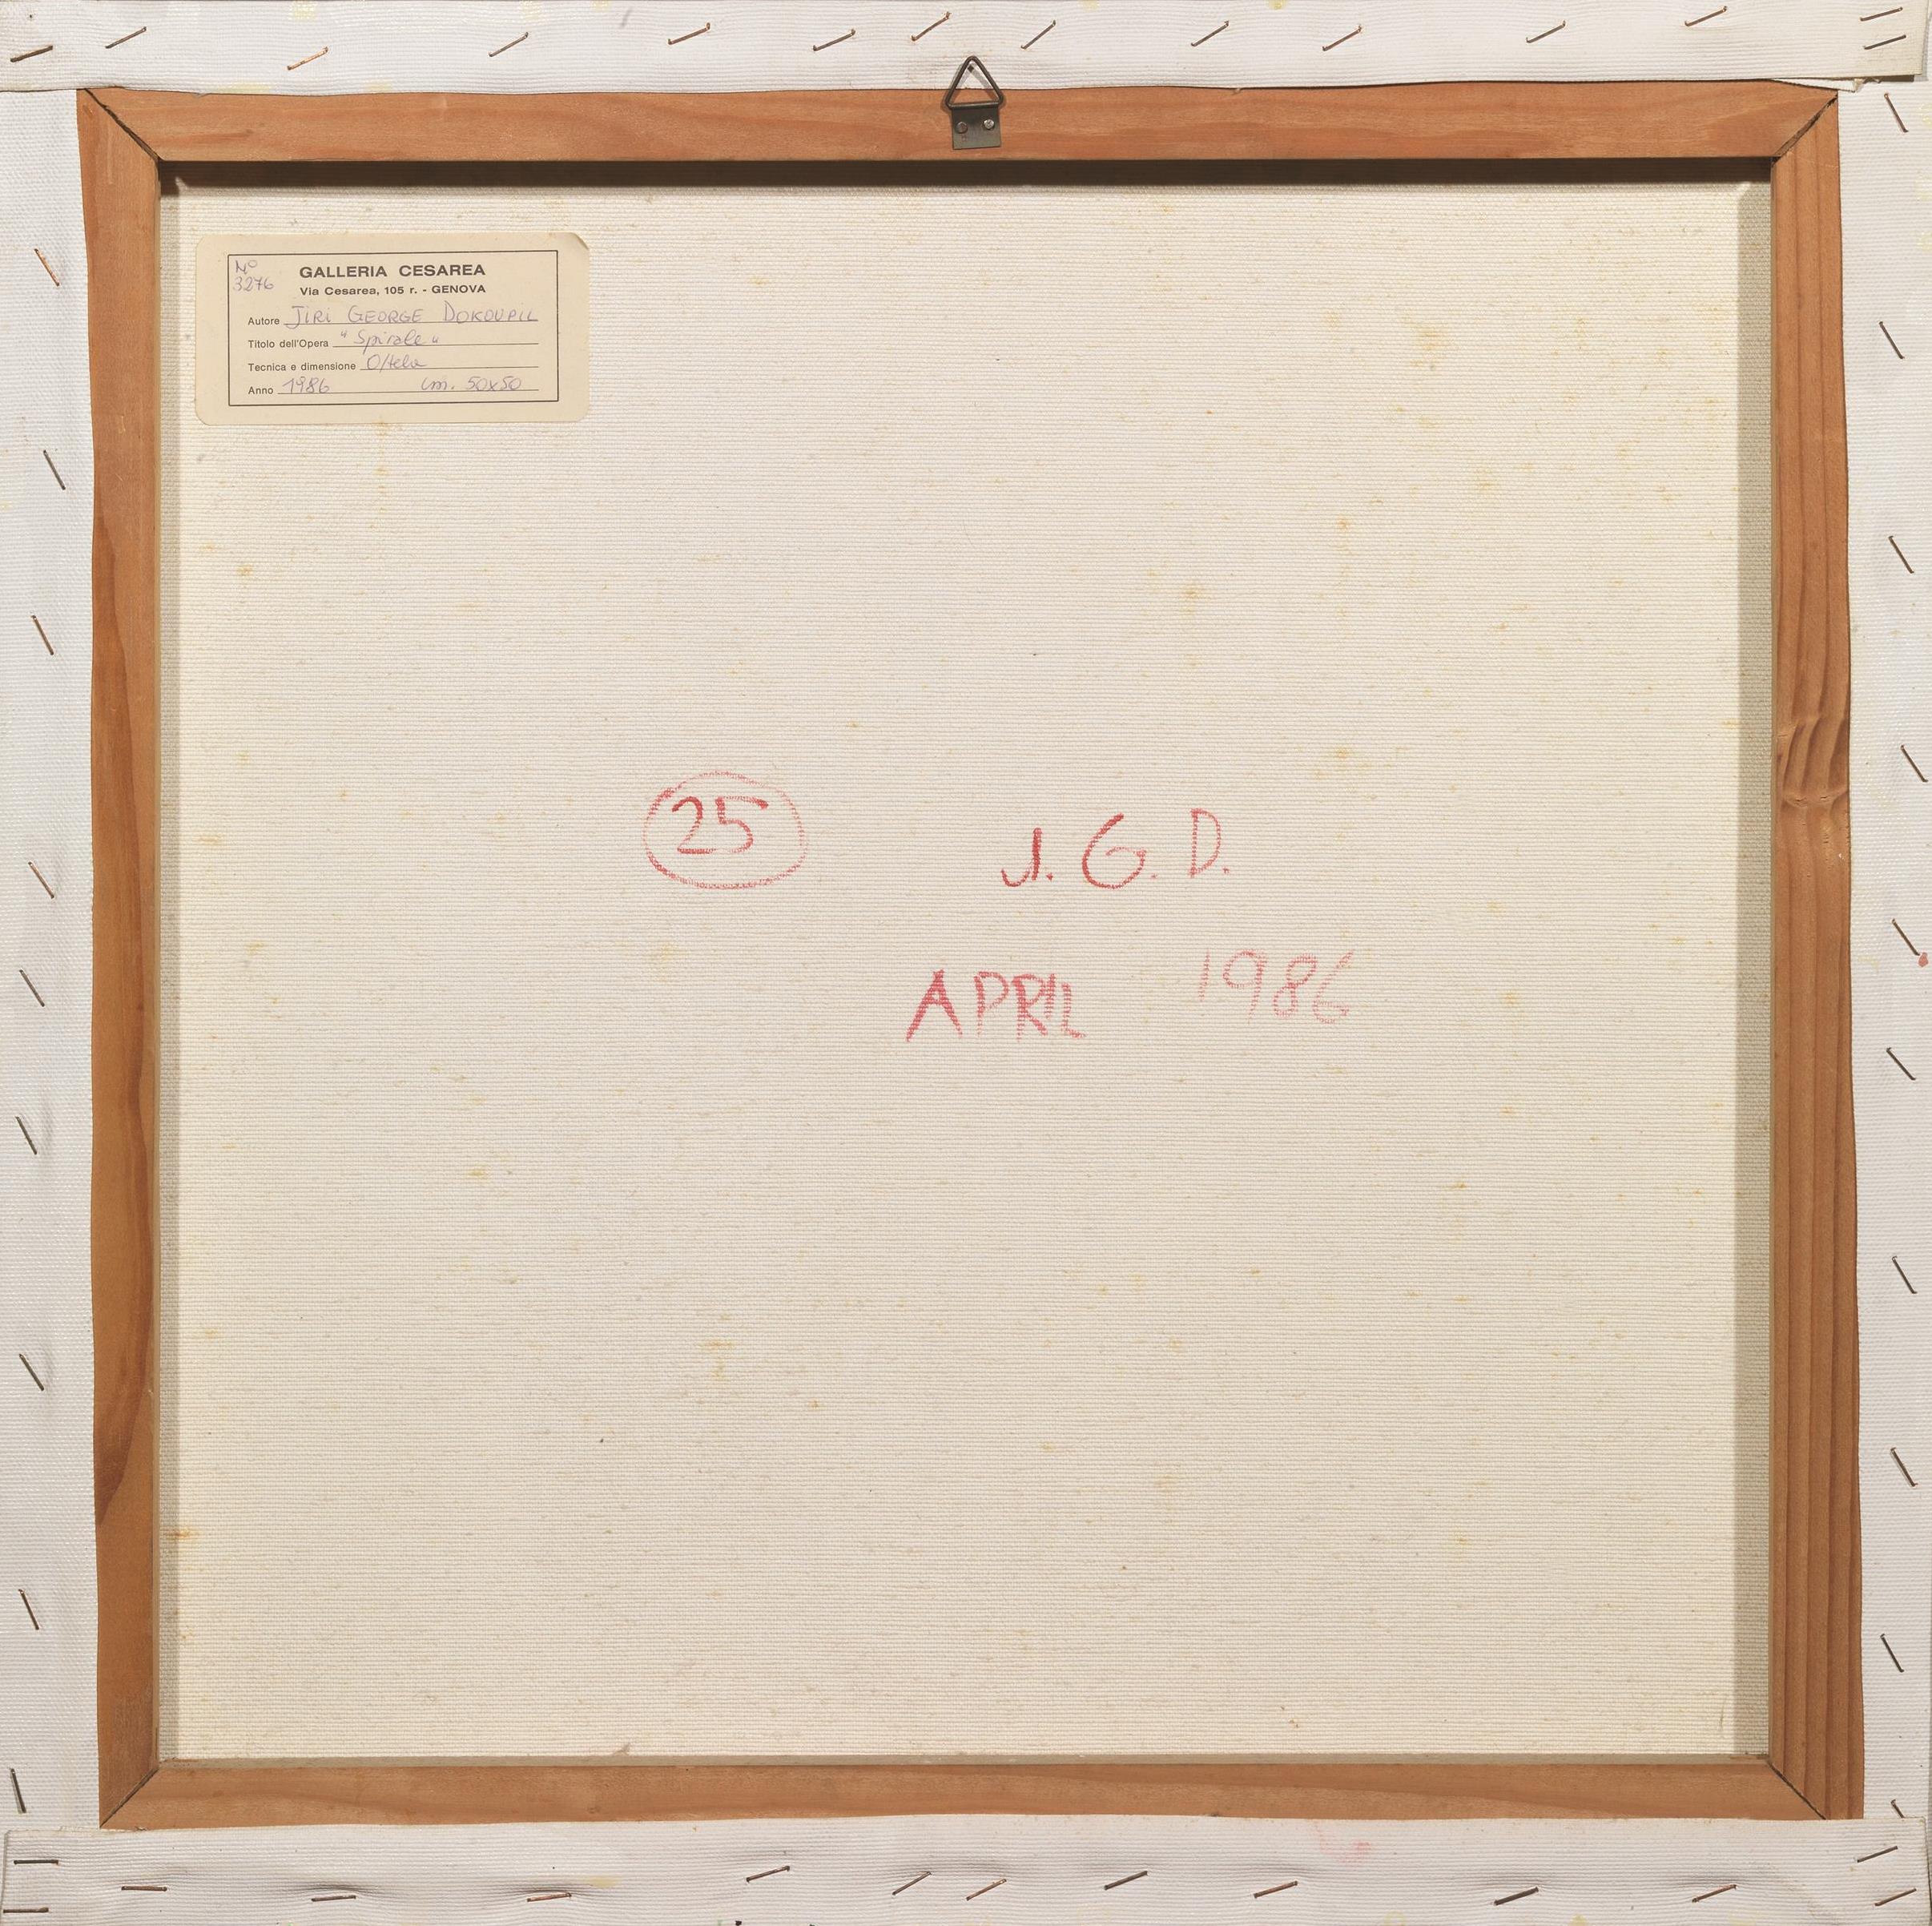 Nº
3276
GALLERIA CESAREA
Via Cesarea, 105 r. - GENOVA
Autore JIRI GEORGE DOKOUPIL
Titolo dell'Opera "Spirale"
Tecnica e dimensione O/tela
Anno 1986 cm. 50x50
25 J. G. D.
APRIL 1986